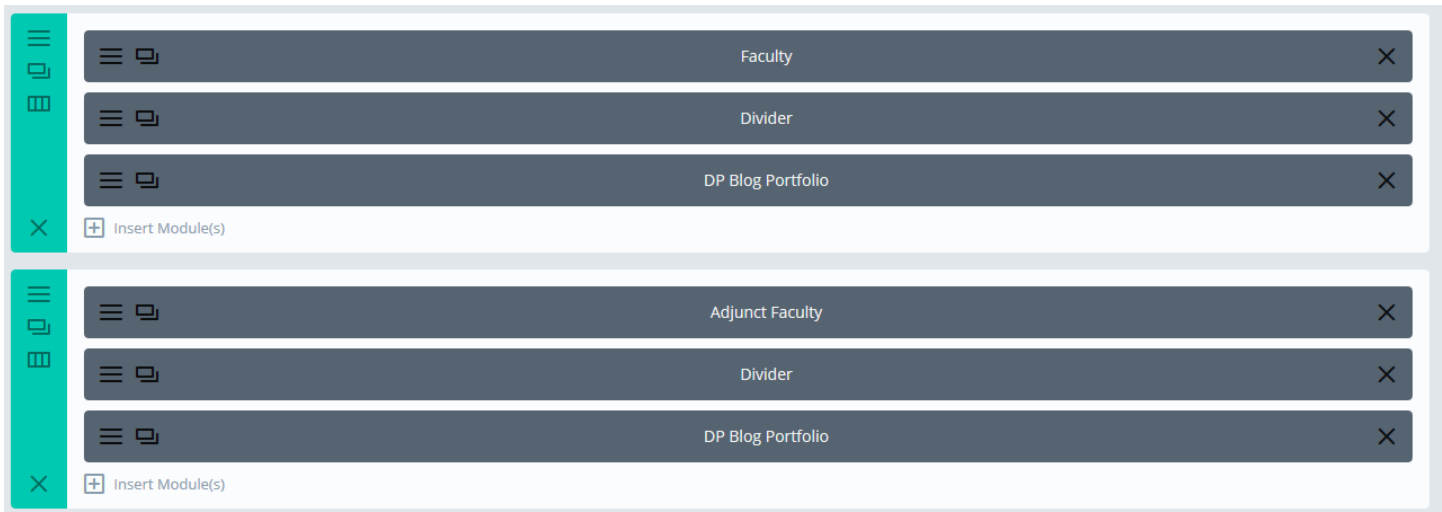 Faculty
Divider
DP Blog Portfolio
Insert Module(s)
Adjunct Faculty
Divider
DP Blog Portfolio
Insert Module(s)